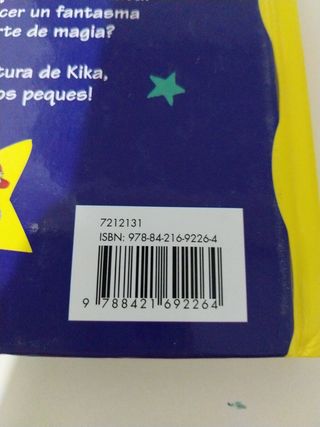 cer un fantasma
rte de magia?
tura de Kika,
os peques!
7212131
ISBN: 978-84-216-9226-4
9 788421 692264